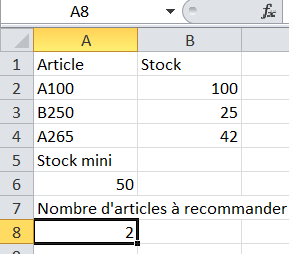 A8 fx
A B
1 Article Stock
2 A100 100
3 B250 25
4 A265 42
5 Stock mini
6 50
7 Nombre d'articles à recommander
8 2